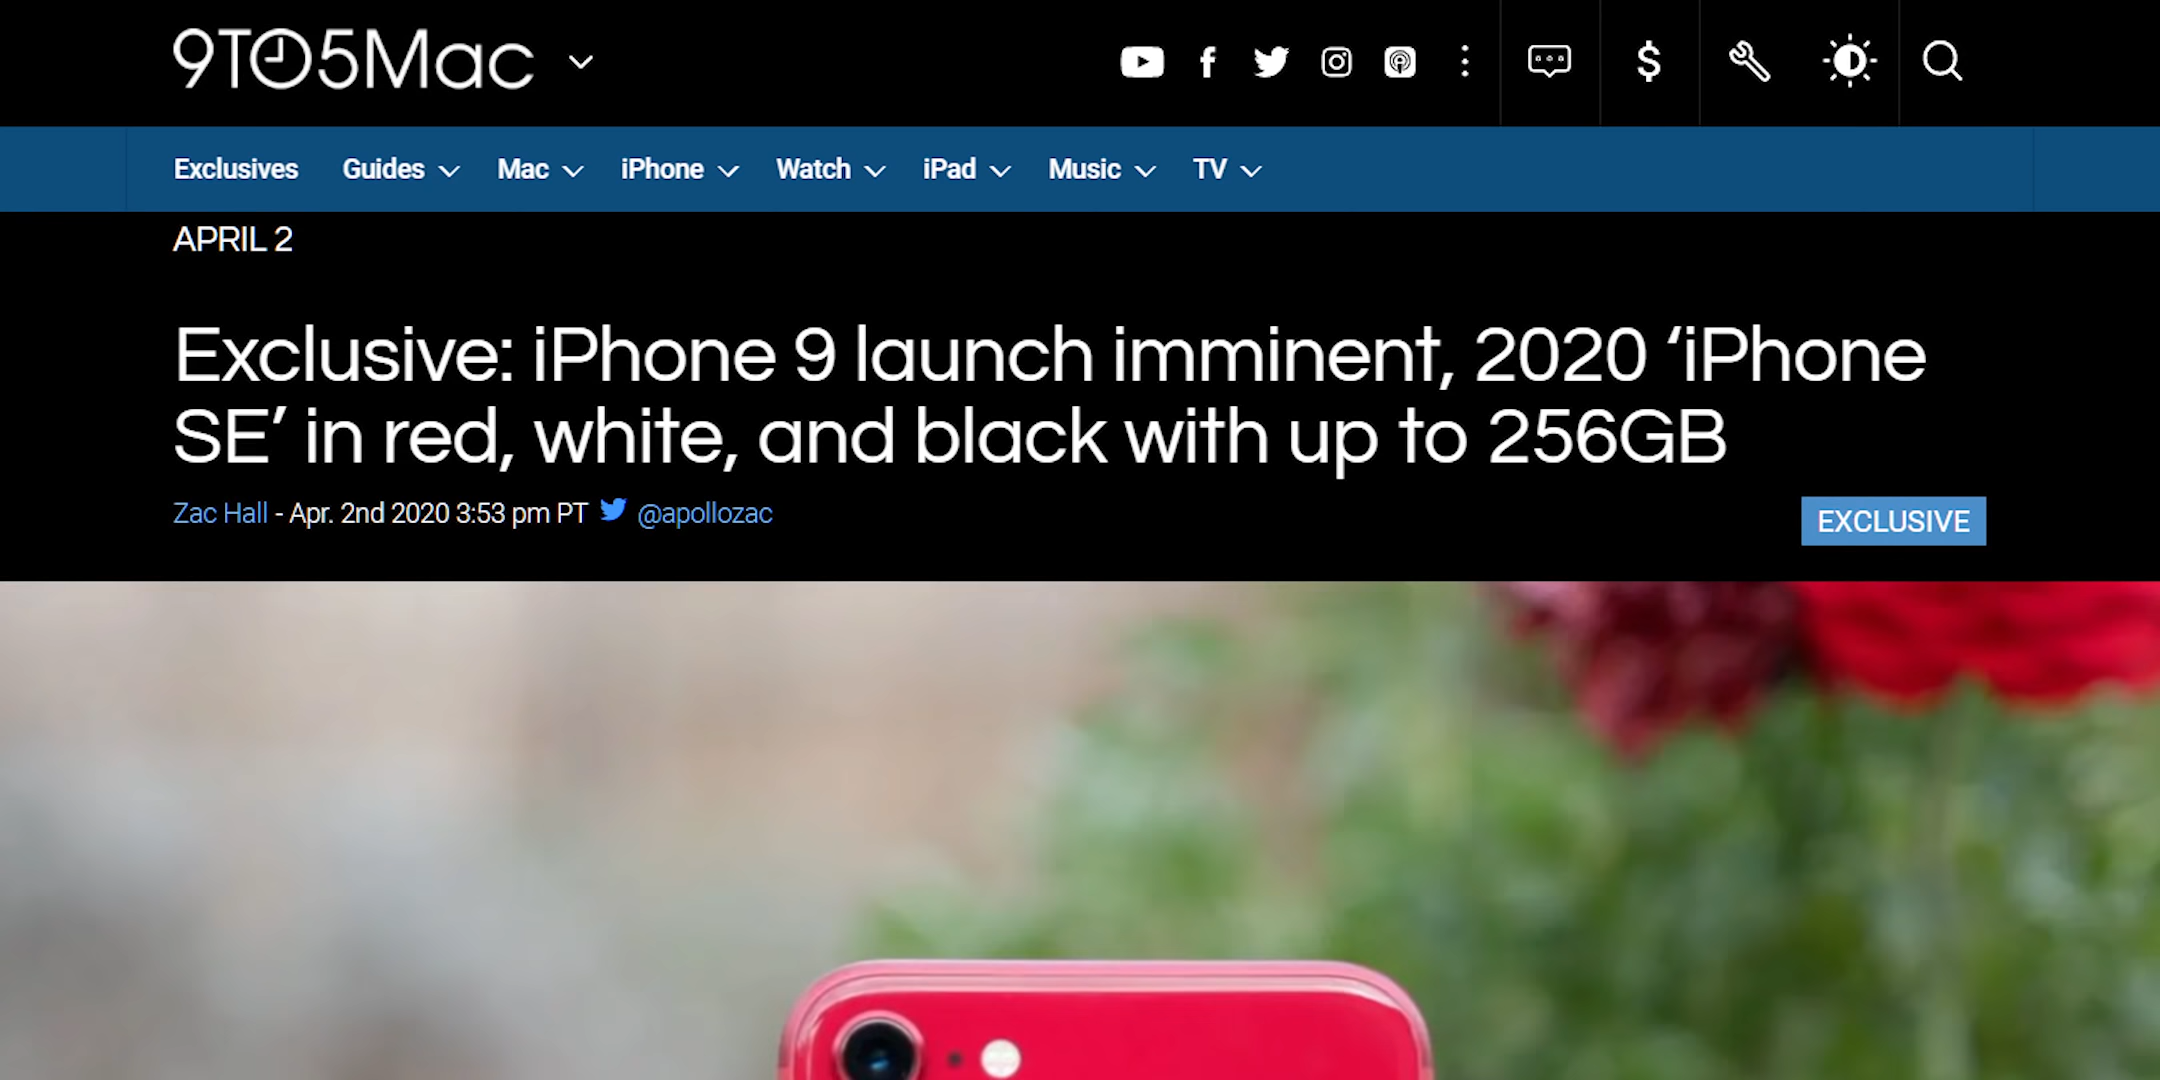 9TO5Mac
Exclusives Guides Mac iPhone Watch iPad Music TV
APRIL 2
Exclusive: iPhone 9 launch imminent, 2020 ‘iPhone
SE’ in red, white, and black with up to 256GB
Zac Hall - Apr. 2nd 2020 3:53 pm PT @apollozac
EXCLUSIVE